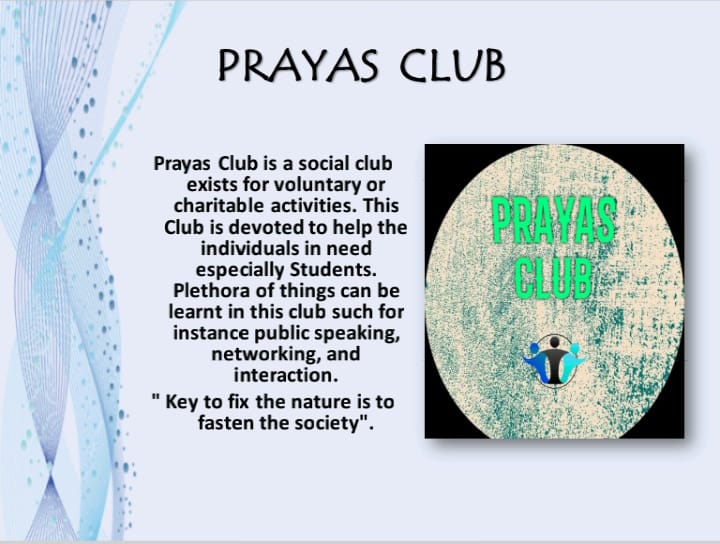 PRAYAS CLUB
Prayas Club is a social club
exists for voluntary or
charitable activities. This
Club is devoted to help the
individuals in need
especially Students.
Plethora of things can be
learnt in this club such for
instance public speaking,
networking, and
interaction.
" Key to fix the nature is to
fasten the society".
PRAYAS
CLUB